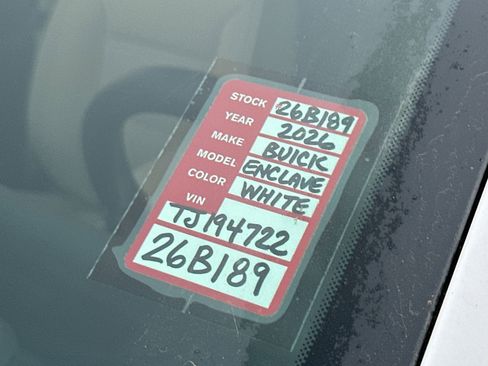 STOCK 26B189
YEAR 2026
MAKE BUICK
MODEL ENCLAVE
COLOR WHITE
VIN
TJ194722
26B189